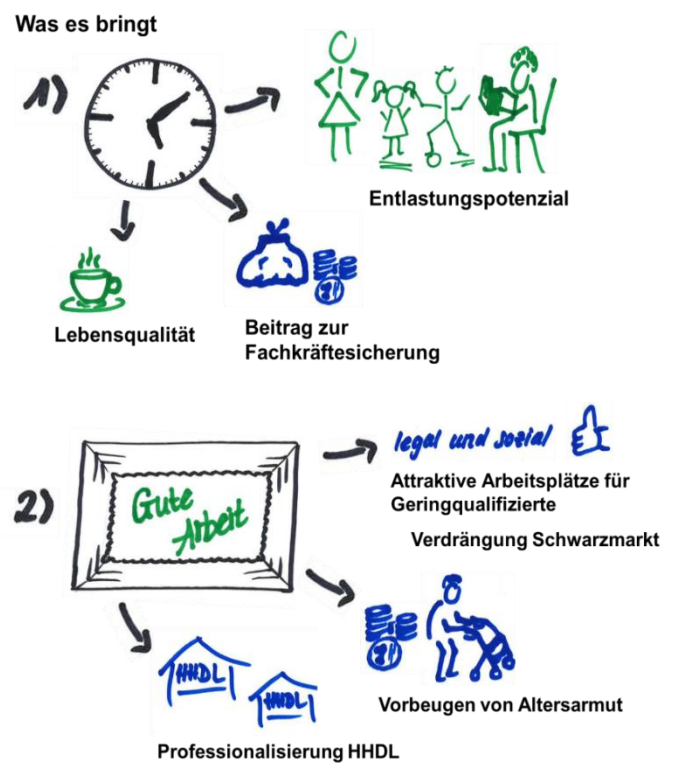 Was es bringt
1)
Entlastungspotenzial
Lebensqualität
Beitrag zur
Fachkräftesicherung
2)
Gute
Arbeit
legal und sozial
Attraktive Arbeitsplätze für
Geringqualifizierte
Verdrängung Schwarzmarkt
HHDL
HHDL
Vorbeugen von Altersarmut
Professionalisierung HHDL